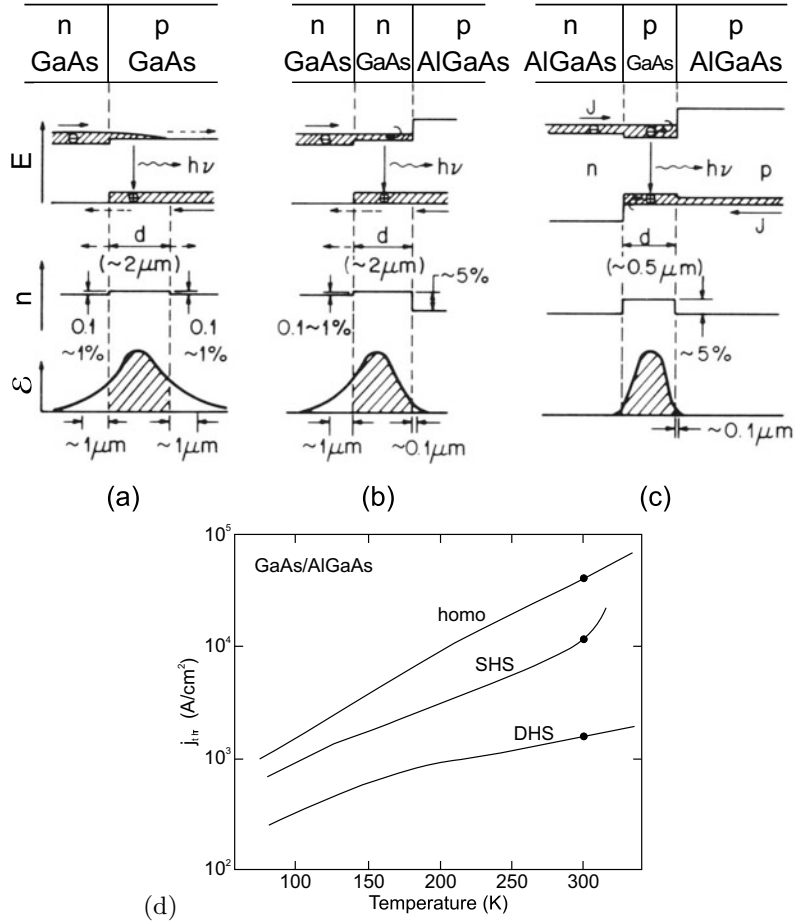 n p n n p n p p
GaAs GaAs GaAs GaAs AlGaAs AlGaAs GaAs AlGaAs
J
E hν hν n hν p
J
d d d
(~2μm) (~2μm) ~5% (~0.5μm)
n
0.1 0.1 0.1~1% ~5%
~1% ~1%
ℰ
~1μm ~1μm ~1μm ~0.1μm ~0.1μm
(a) (b) (c)
10⁵
GaAs/AlGaAs
homo
10⁴
SHS
j_thr (A/cm²)
DHS
10³
10²
100 150 200 250 300
Temperature (K)
(d)